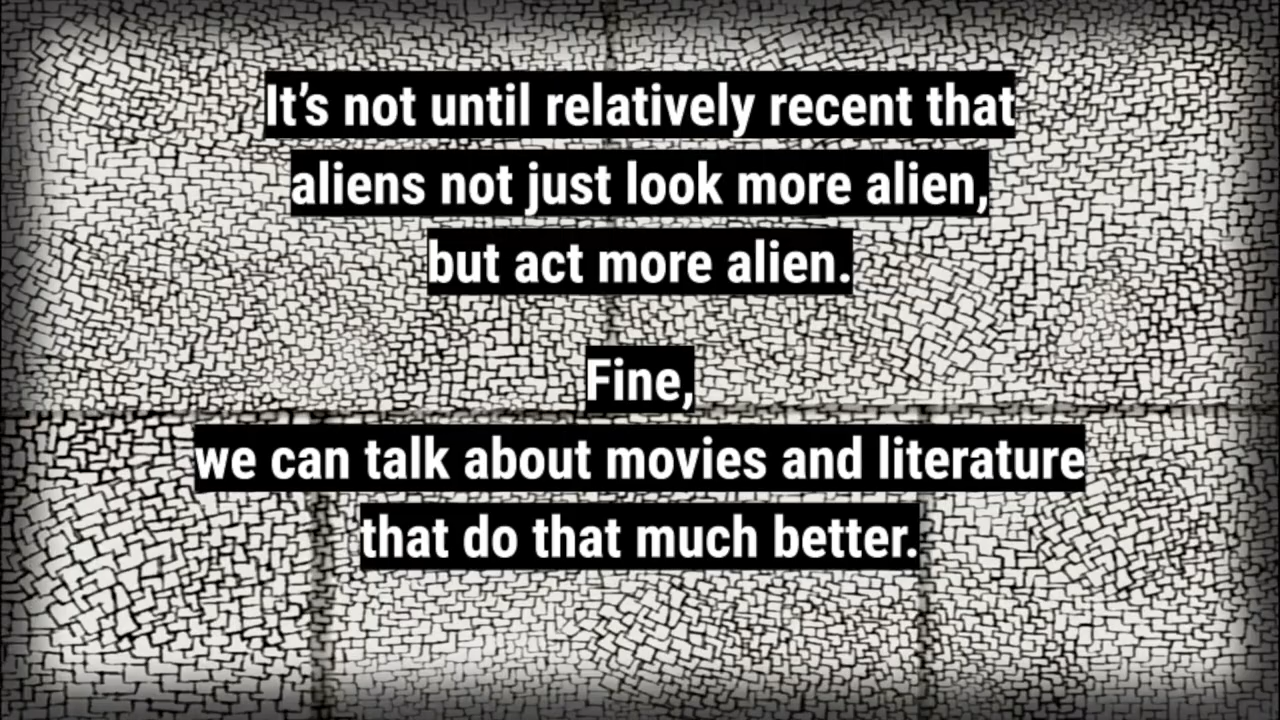 It’s not until relatively recent that
aliens not just look more alien,
but act more alien.
Fine,
we can talk about movies and literature
that do that much better.